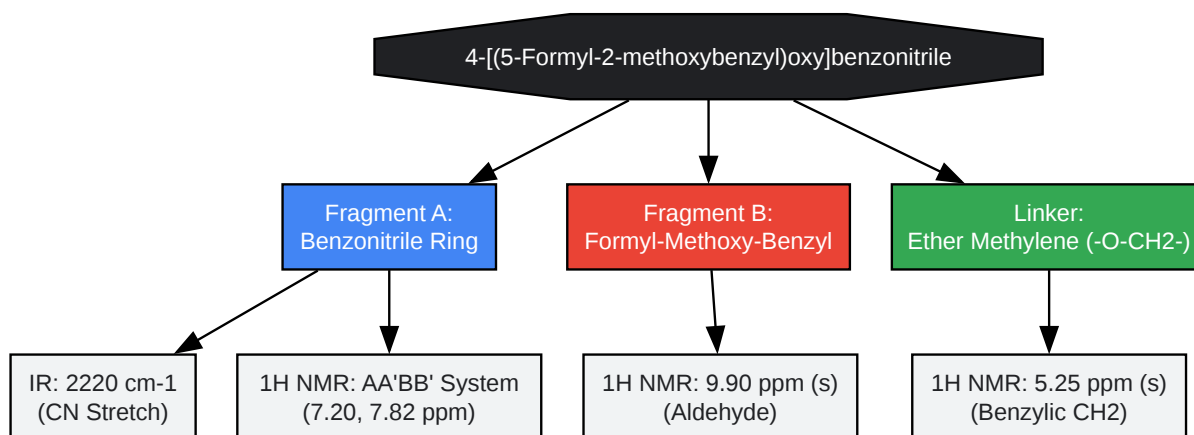 4-[(5-Formyl-2-methoxybenzyl)oxy]benzonitrile
Fragment A:
Benzonitrile Ring
Fragment B:
Formyl-Methoxy-Benzyl
Linker:
Ether Methylene (-O-CH2-)
IR: 2220 cm-1
(CN Stretch)
1H NMR: AA'BB' System
(7.20, 7.82 ppm)
1H NMR: 9.90 ppm (s)
(Aldehyde)
1H NMR: 5.25 ppm (s)
(Benzylic CH2)